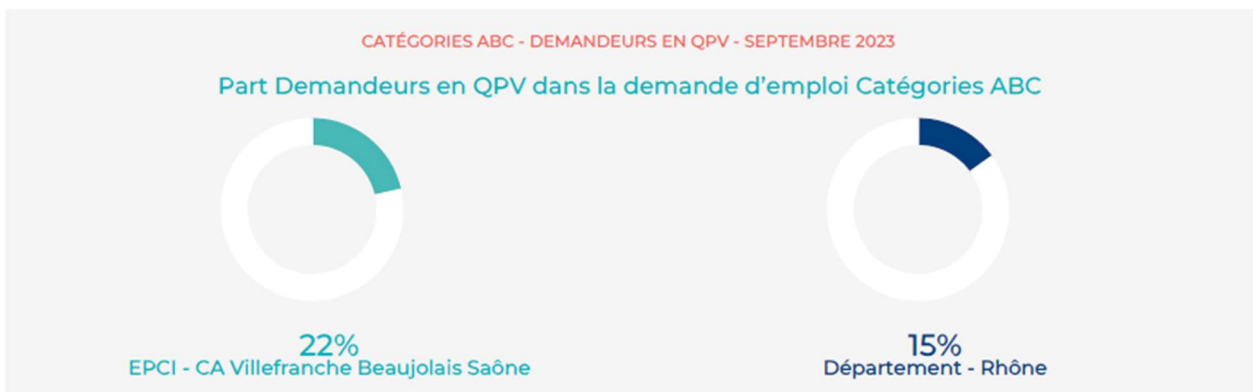 CATÉGORIES ABC - DEMANDEURS EN QPV - SEPTEMBRE 2023
Part Demandeurs en QPV dans la demande d'emploi Catégories ABC
22%
EPCI - CA Villefranche Beaujolais Saône
15%
Département - Rhône